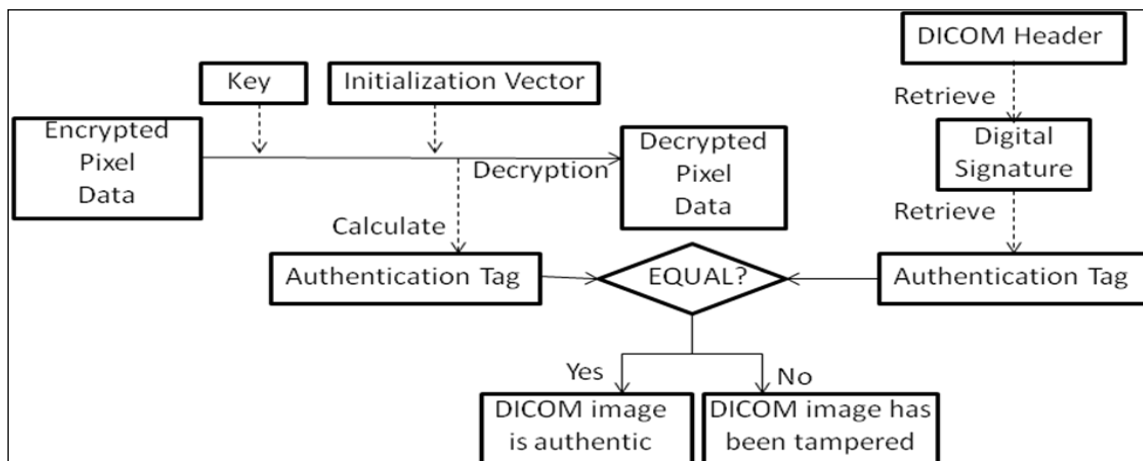 DICOM Header
Key
Initialization Vector
Retrieve
Encrypted
Pixel
Data
Decryption
Decrypted
Pixel
Data
Digital
Signature
Calculate
Retrieve
Authentication Tag
EQUAL?
Authentication Tag
Yes
No
DICOM image
is authentic
DICOM image has
been tampered